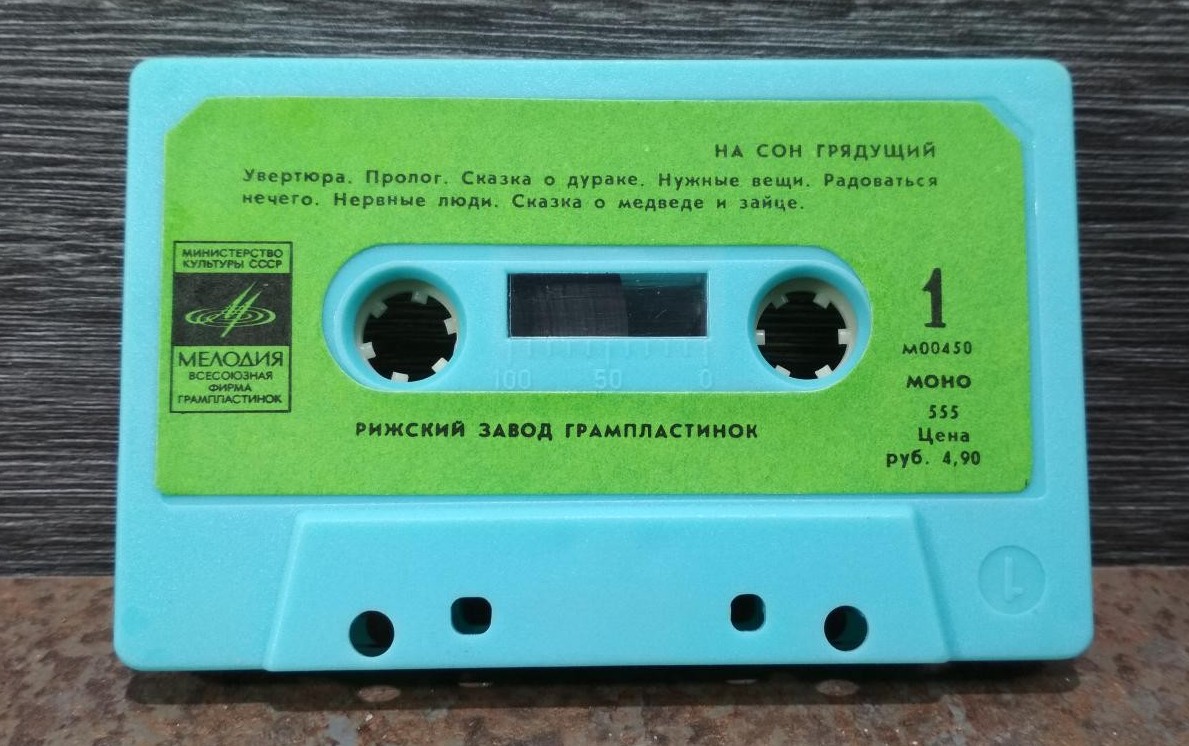 НА СОН ГРЯДУЩИЙ
Увертюра. Пролог. Сказка о дураке. Нужные вещи. Радоваться
нечего. Нервные люди. Сказка о медведе и зайце.
МИНИСТЕРСТВО
КУЛЬТУРЫ СССР
МЕЛОДИЯ
ВСЕСОЮЗНАЯ
ФИРМА
ГРАМПЛАСТИНОК
100 50 0
1
М00450
МОНО
555
Цена
руб. 4,90
РИЖСКИЙ ЗАВОД ГРАМПЛАСТИНОК
1